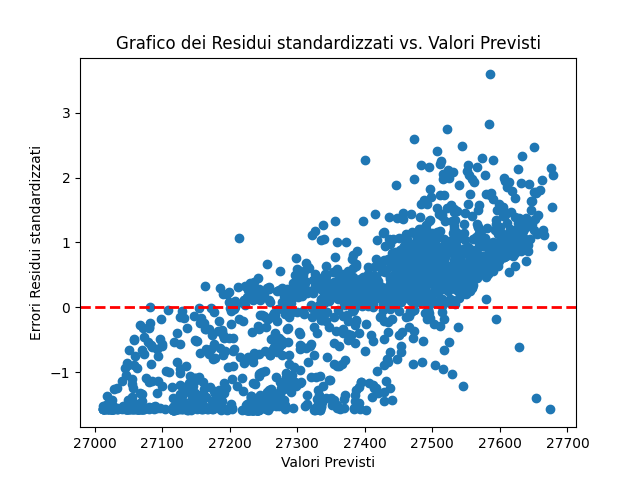 Grafico dei Residui standardizzati vs. Valori Previsti
Errori Residui standardizzati
3
2
1
0
−1
27000 27100 27200 27300 27400 27500 27600 27700
Valori Previsti